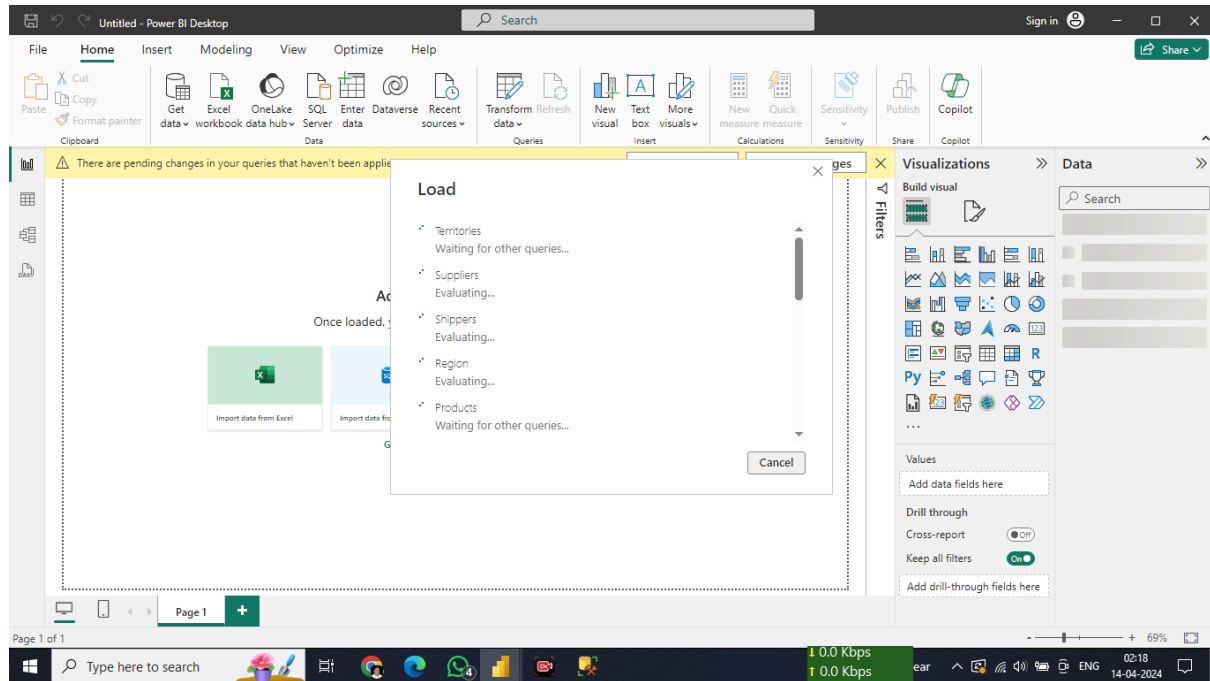 Untitled - Power BI Desktop
Search
Sign in
File Home Insert Modeling View Optimize Help
Share
Paste
Cut
Copy
Format painter
Clipboard
Get data
Excel workbook
OneLake data hub
SQL Server
Enter data
Dataverse
Recent sources
Data
Transform data
Refresh
Queries
New visual
Text box
More visuals
Insert
New measure
Quick measure
Calculations
Sensitivity
Sensitivity
Publish
Share
Copilot
Copilot
There are pending changes in your queries that haven't been applie
ges
Load
Territories
Waiting for other queries...
Suppliers
Evaluating...
Shippers
Evaluating...
Region
Evaluating...
Products
Waiting for other queries...
Cancel
Ad
Once loaded, y
Import data from Excel
Import data fro
G
Filters
Visualizations
Build visual
123
R
Py
Values
Add data fields here
Drill through
Cross-report
Off
Keep all filters
On
Add drill-through fields here
Data
Search
Page 1
Page 1 of 1
69%
Type here to search
4
0.0 Kbps
0.0 Kbps
ear
ENG
02:18
14-04-2024